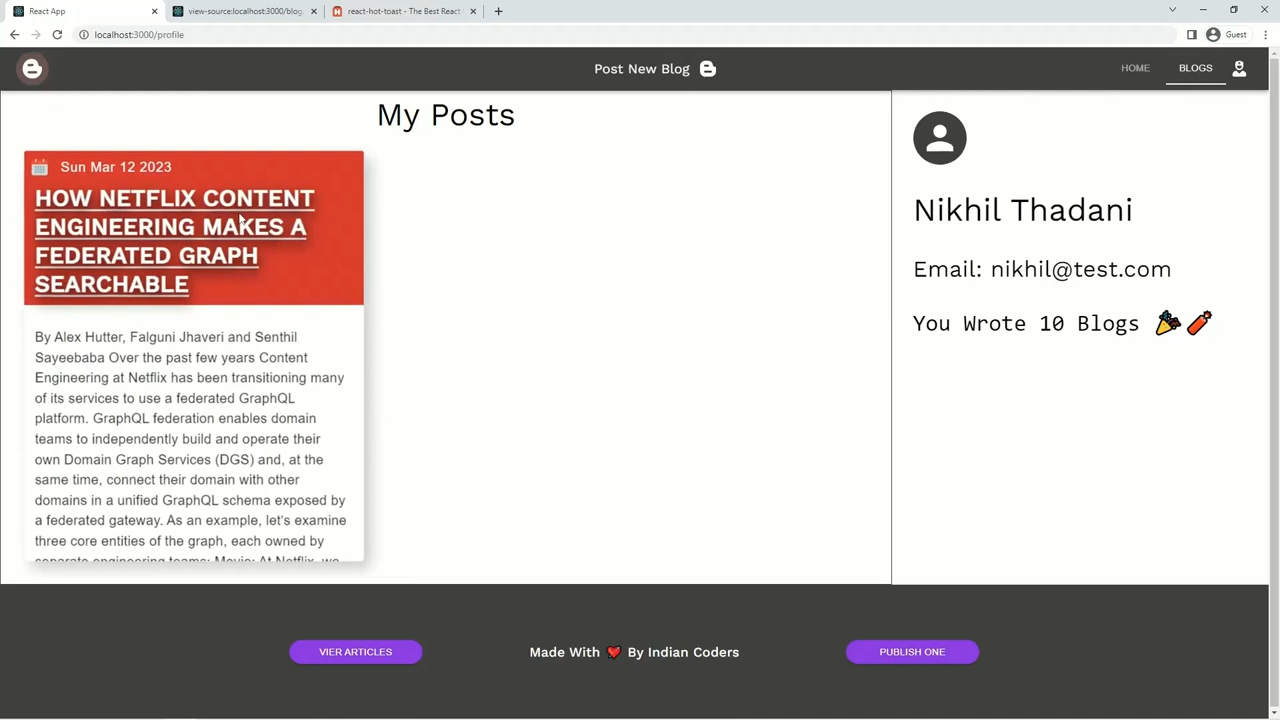 React App
view-source:localhost:3000/blog
react-hot-toast - The Best React
localhost:3000/profile
Guest
Post New Blog
HOME
BLOGS
My Posts
Sun Mar 12 2023
HOW NETFLIX CONTENT
ENGINEERING MAKES A
FEDERATED GRAPH
SEARCHABLE
By Alex Hutter, Falguni Jhaveri and Senthil
Sayeebaba Over the past few years Content
Engineering at Netflix has been transitioning many
of its services to use a federated GraphQL
platform. GraphQL federation enables domain
teams to independently build and operate their
own Domain Graph Services (DGS) and, at the
same time, connect their domain with other
domains in a unified GraphQL schema exposed by
a federated gateway. As an example, let's examine
three core entities of the graph, each owned by
separate engineering teams: Movie: At Netflix, we
Nikhil Thadani
Email: nikhil@test.com
You Wrote 10 Blogs 🎉🧨
VIER ARTICLES
Made With ❤️ By Indian Coders
PUBLISH ONE